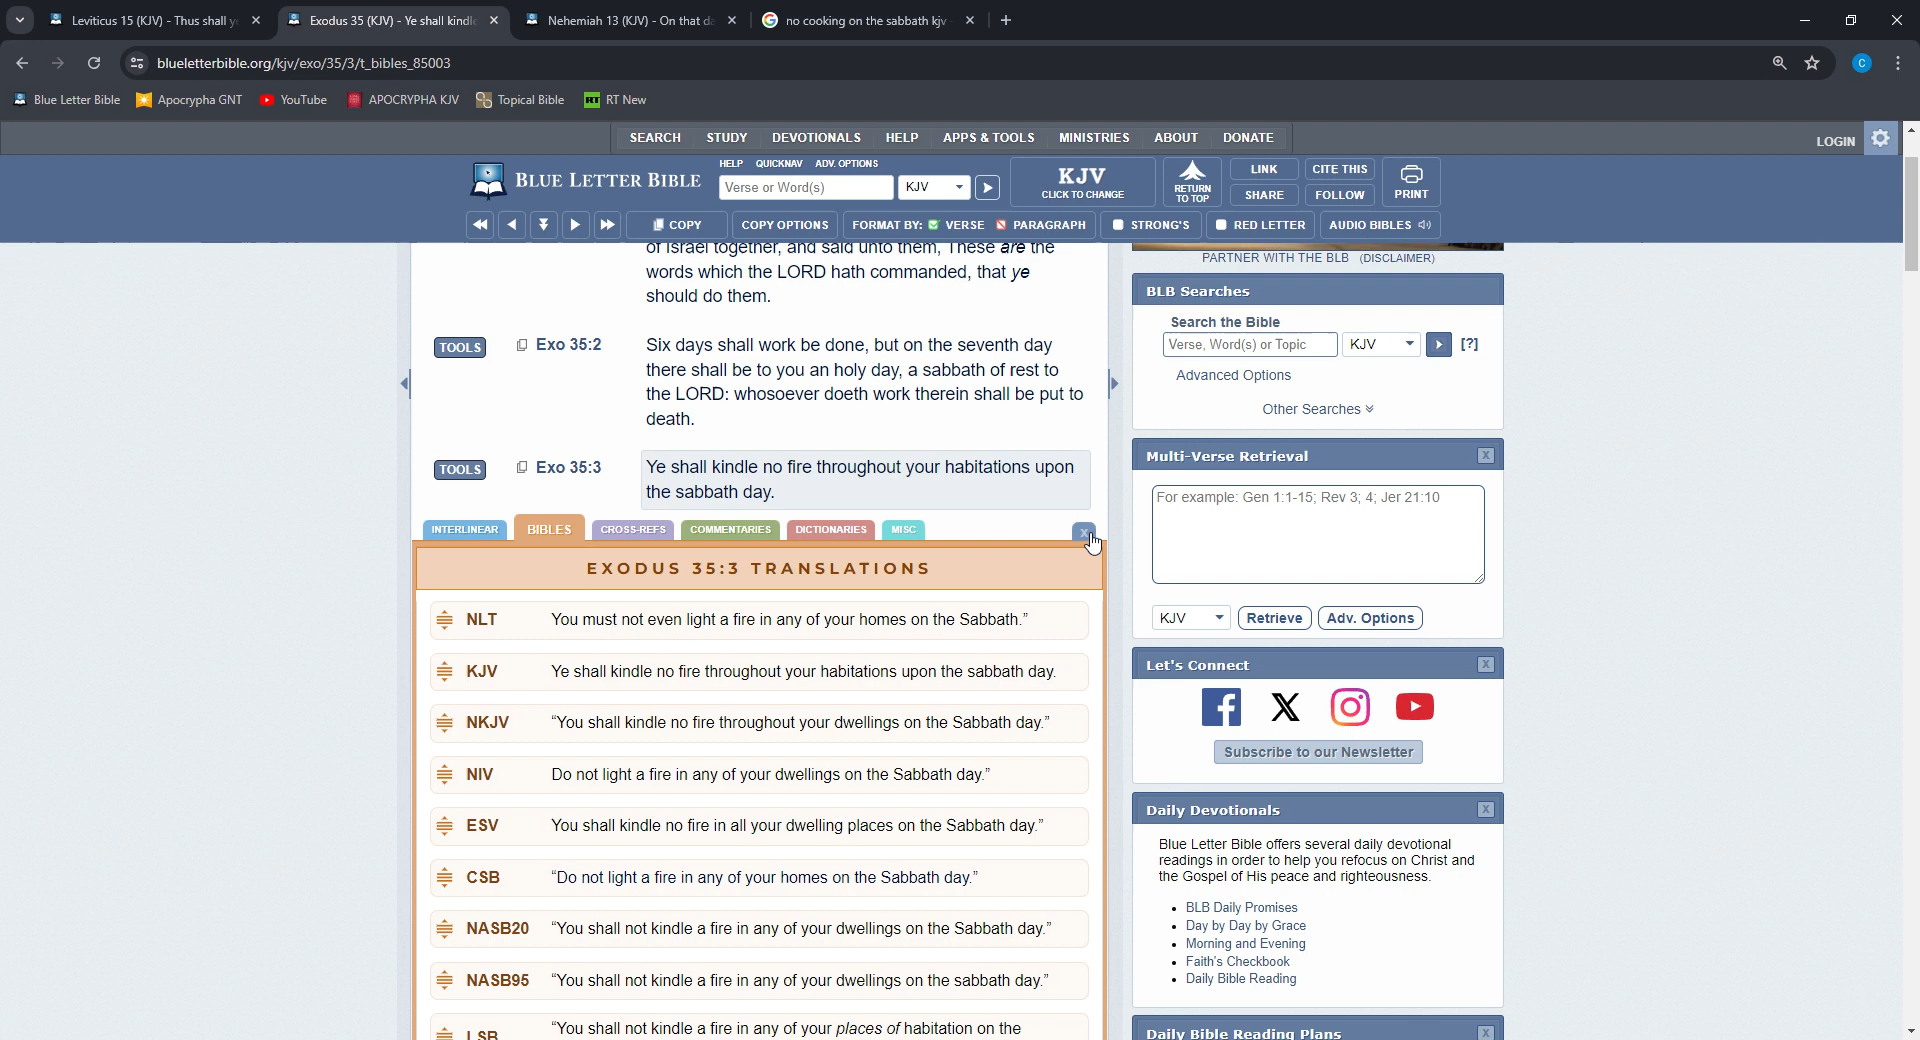 Leviticus 15 (KJV) - Thus shall y
Exodus 35 (KJV) - Ye shall kindle
Nehemiah 13 (KJV) - On that da
no cooking on the sabbath kjv
blueletterbible.org/kjv/exo/35/3/t_bibles_85003
C
Blue Letter Bible
Apocrypha GNT
YouTube
APOCRYPHA KJV
Topical Bible
RT New
SEARCH STUDY DEVOTIONALS HELP APPS & TOOLS MINISTRIES ABOUT DONATE
LOGIN
HELP QUICKNAV ADV. OPTIONS
BLUE LETTER BIBLE
Verse or Word(s)
KJV
KJV
CLICK TO CHANGE
RETURN
TO TOP
LINK
CITE THIS
SHARE
FOLLOW
PRINT
COPY
COPY OPTIONS
FORMAT BY: VERSE PARAGRAPH
STRONG'S
RED LETTER
AUDIO BIBLES
of Israel together, and said unto them, These are the
words which the LORD hath commanded, that ye
should do them.
TOOLS
Exo 35:2
Six days shall work be done, but on the seventh day
there shall be to you an holy day, a sabbath of rest to
the LORD: whosoever doeth work therein shall be put to
death.
TOOLS
Exo 35:3
Ye shall kindle no fire throughout your habitations upon
the sabbath day.
INTERLINEAR BIBLES CROSS-REFS COMMENTARIES DICTIONARIES MISC
X
EXODUS 35:3 TRANSLATIONS
NLT You must not even light a fire in any of your homes on the Sabbath.”
KJV Ye shall kindle no fire throughout your habitations upon the sabbath day.
NKJV “You shall kindle no fire throughout your dwellings on the Sabbath day.”
NIV Do not light a fire in any of your dwellings on the Sabbath day.”
ESV You shall kindle no fire in all your dwelling places on the Sabbath day.”
CSB “Do not light a fire in any of your homes on the Sabbath day.”
NASB20 “You shall not kindle a fire in any of your dwellings on the Sabbath day.”
NASB95 “You shall not kindle a fire in any of your dwellings on the sabbath day.”
LSB “You shall not kindle a fire in any of your places of habitation on the
PARTNER WITH THE BLB (DISCLAIMER)
BLB Searches
Search the Bible
Verse, Word(s) or Topic
KJV
[?]
Advanced Options
Other Searches
Multi-Verse Retrieval
X
For example: Gen 1:1-15; Rev 3; 4; Jer 21:10
KJV
Retrieve
Adv. Options
Let's Connect
X
Subscribe to our Newsletter
Daily Devotionals
X
Blue Letter Bible offers several daily devotional
readings in order to help you refocus on Christ and
the Gospel of His peace and righteousness.
BLB Daily Promises
Day by Day by Grace
Morning and Evening
Faith's Checkbook
Daily Bible Reading
Daily Bible Reading Plans
X